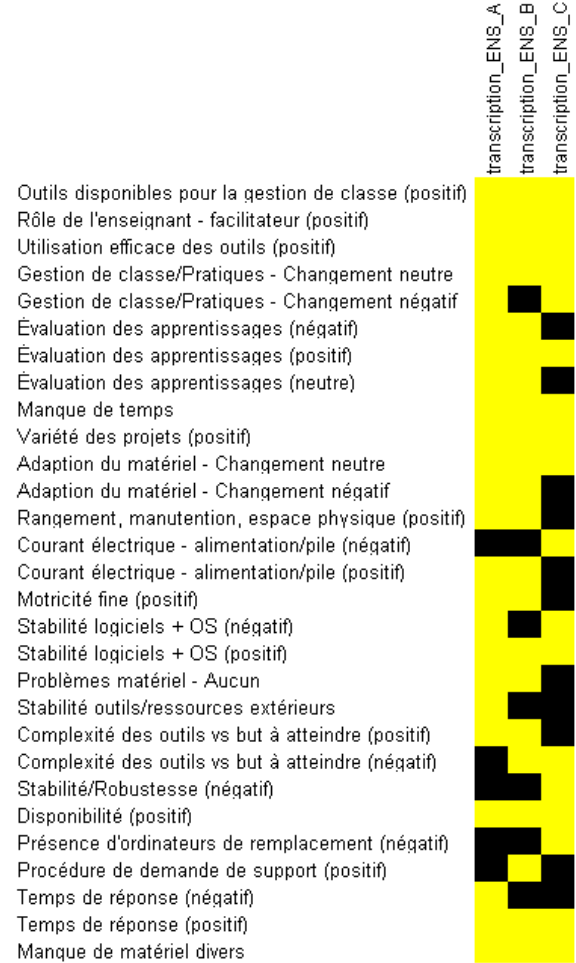 transcription_ENS_A
transcription_ENS_B
transcription_ENS_C
Outils disponibles pour la gestion de classe (positif)
Rôle de l'enseignant - facilitateur (positif)
Utilisation efficace des outils (positif)
Gestion de classe/Pratiques - Changement neutre
Gestion de classe/Pratiques - Changement négatif
Évaluation des apprentissages (négatif)
Évaluation des apprentissages (positif)
Évaluation des apprentissages (neutre)
Manque de temps
Variété des projets (positif)
Adaption du matériel - Changement neutre
Adaption du matériel - Changement négatif
Rangement, manutention, espace physique (positif)
Courant électrique - alimentation/pile (négatif)
Courant électrique - alimentation/pile (positif)
Motricité fine (positif)
Stabilité logiciels + OS (négatif)
Stabilité logiciels + OS (positif)
Problèmes matériel - Aucun
Stabilité outils/ressources extérieurs
Complexité des outils vs but à atteindre (positif)
Complexité des outils vs but à atteindre (négatif)
Stabilité/Robustesse (négatif)
Disponibilité (positif)
Présence d'ordinateurs de remplacement (négatif)
Procédure de demande de support (positif)
Temps de réponse (négatif)
Temps de réponse (positif)
Manque de matériel divers